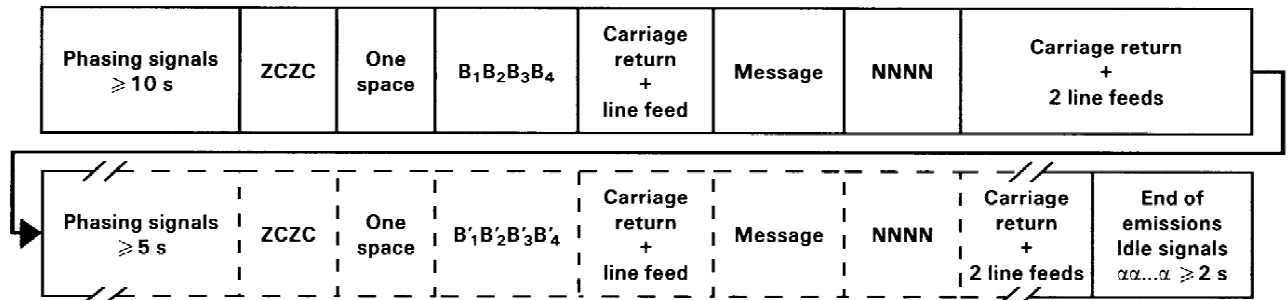 Phasing signals
⩾ 10 s
ZCZC
One
space
B₁B₂B₃B₄
Carriage
return
+
line feed
Message
NNNN
Carriage return
+
2 line feeds
Phasing signals
⩾ 5 s
ZCZC
One
space
B′₁B′₂B′₃B′₄
Carriage
return
+
line feed
Message
NNNN
Carriage
return
+
2 line feeds
End of
emissions
Idle signals
αα...α ⩾ 2 s